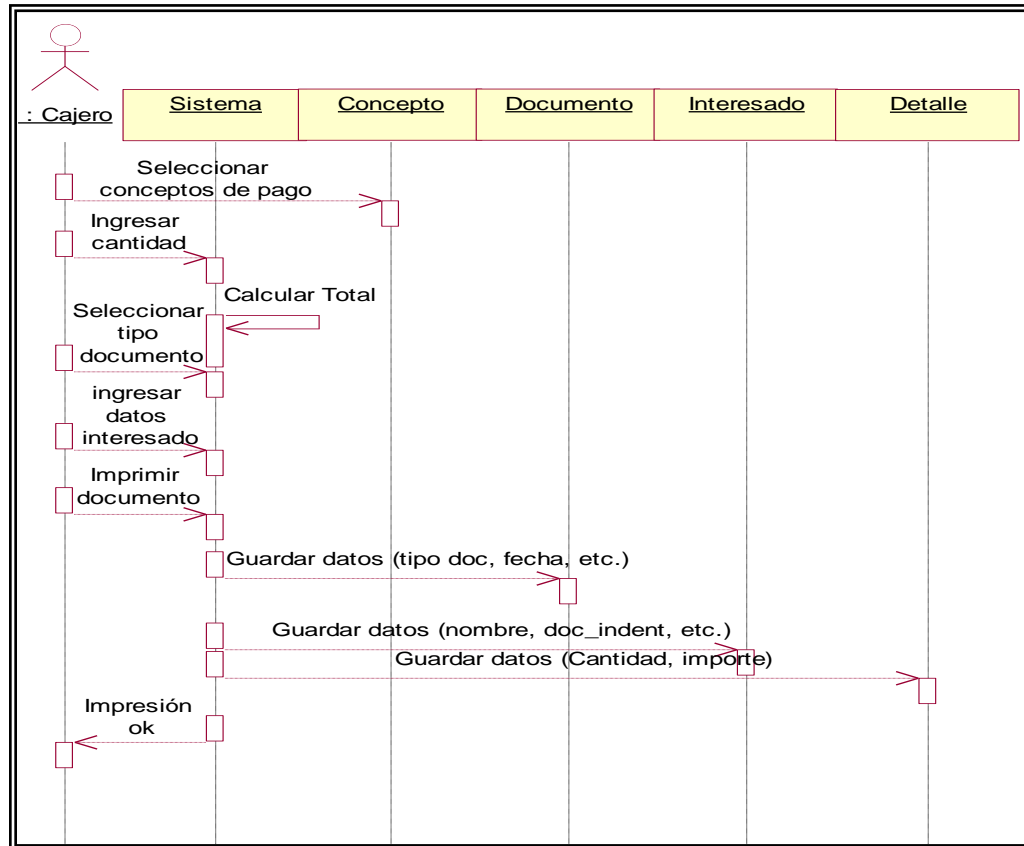 : Cajero
Sistema
Concepto
Documento
Interesado
Detalle
Seleccionar
conceptos de pago
Ingresar
cantidad
Calcular Total
Seleccionar
tipo
documento
ingresar
datos
interesado
Imprimir
documento
Guardar datos (tipo doc, fecha, etc.)
Guardar datos (nombre, doc_indent, etc.)
Guardar datos (Cantidad, importe)
Impresión
ok